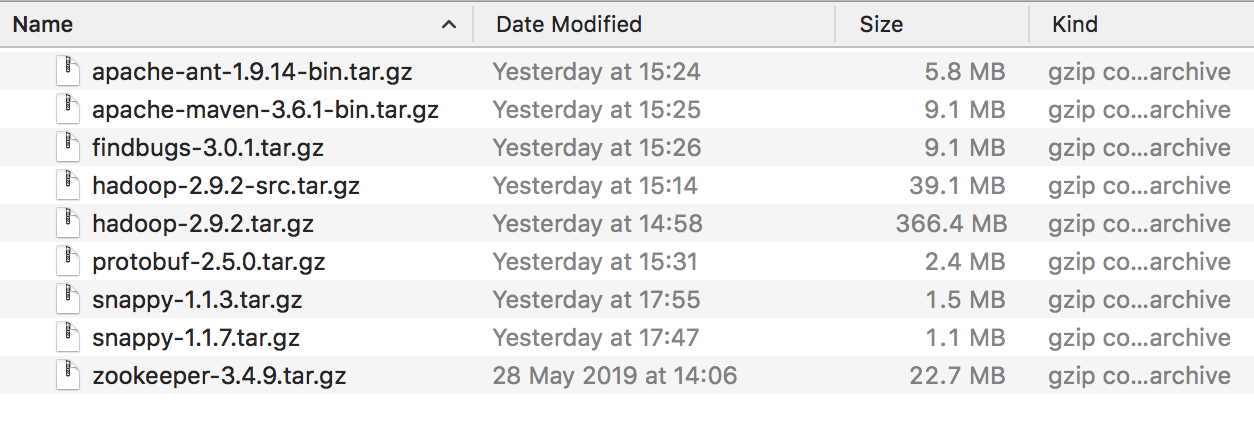 Name Date Modified Size Kind
apache-ant-1.9.14-bin.tar.gz Yesterday at 15:24 5.8 MB gzip co...archive
apache-maven-3.6.1-bin.tar.gz Yesterday at 15:25 9.1 MB gzip co...archive
findbugs-3.0.1.tar.gz Yesterday at 15:26 9.1 MB gzip co...archive
hadoop-2.9.2-src.tar.gz Yesterday at 15:14 39.1 MB gzip co...archive
hadoop-2.9.2.tar.gz Yesterday at 14:58 366.4 MB gzip co...archive
protobuf-2.5.0.tar.gz Yesterday at 15:31 2.4 MB gzip co...archive
snappy-1.1.3.tar.gz Yesterday at 17:55 1.5 MB gzip co...archive
snappy-1.1.7.tar.gz Yesterday at 17:47 1.1 MB gzip co...archive
zookeeper-3.4.9.tar.gz 28 May 2019 at 14:06 22.7 MB gzip co...archive